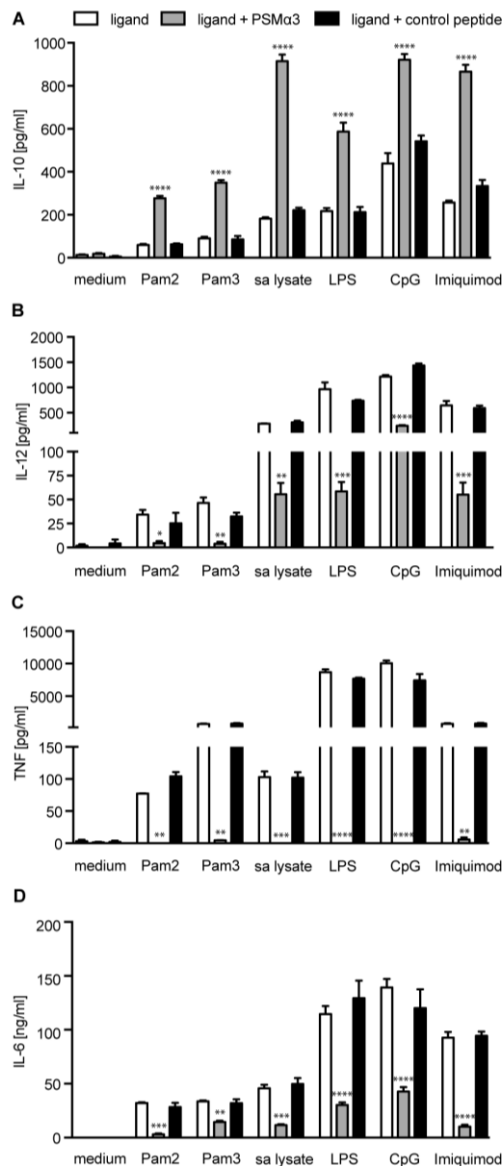 A ligand ligand + PSMα3 ligand + control peptide
IL-10 [pg/ml]
1000
800
600
400
200
0
**** **** **** **** **** ****
medium Pam2 Pam3 sa lysate LPS CpG Imiquimod
B
IL-12 [pg/ml]
2000
1500
1000
500
100
75
50
25
0
* ** ** *** **** ***
medium Pam2 Pam3 sa lysate LPS CpG Imiquimod
C
TNF [pg/ml]
15000
10000
5000
150
100
50
0
** ** *** **** **** **
medium Pam2 Pam3 sa lysate LPS CpG Imiquimod
D
IL-6 [ng/ml]
200
150
100
50
0
*** ** *** **** **** ****
medium Pam2 Pam3 sa lysate LPS CpG Imiquimod